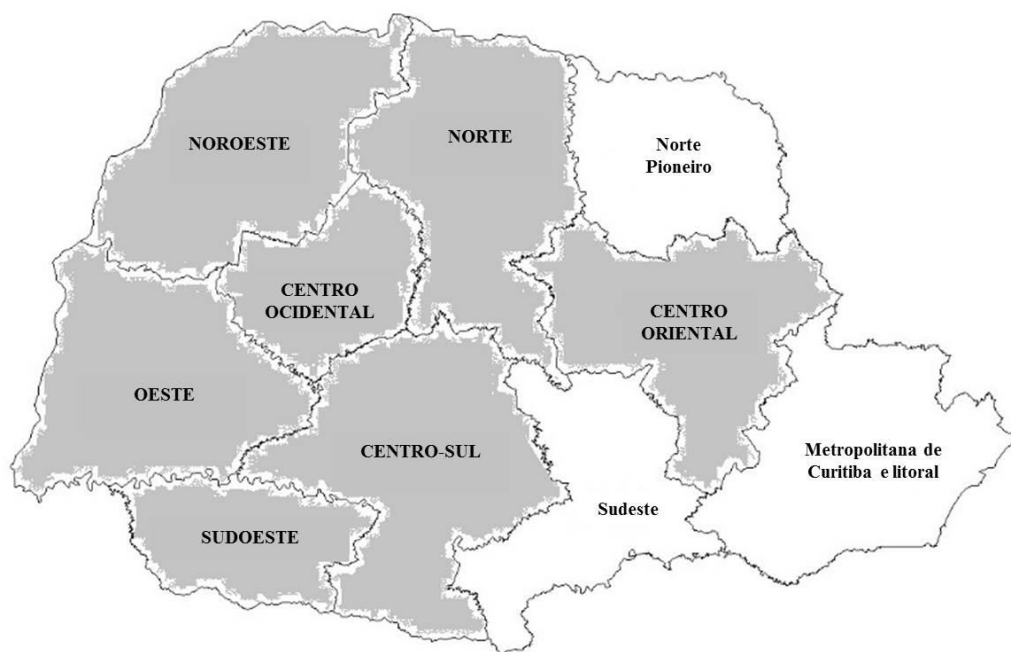 NOROESTE
NORTE
Norte
Pioneiro
CENTRO
OCIDENTAL
CENTRO
ORIENTAL
OESTE
CENTRO-SUL
Metropolitana de
Curitiba e litoral
Sudeste
SUDOESTE